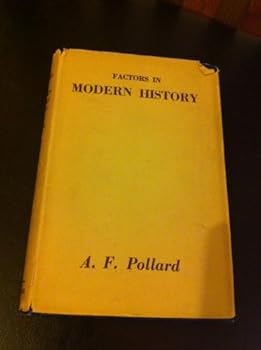 FACTORS IN
MODERN HISTORY
A. F. Pollard